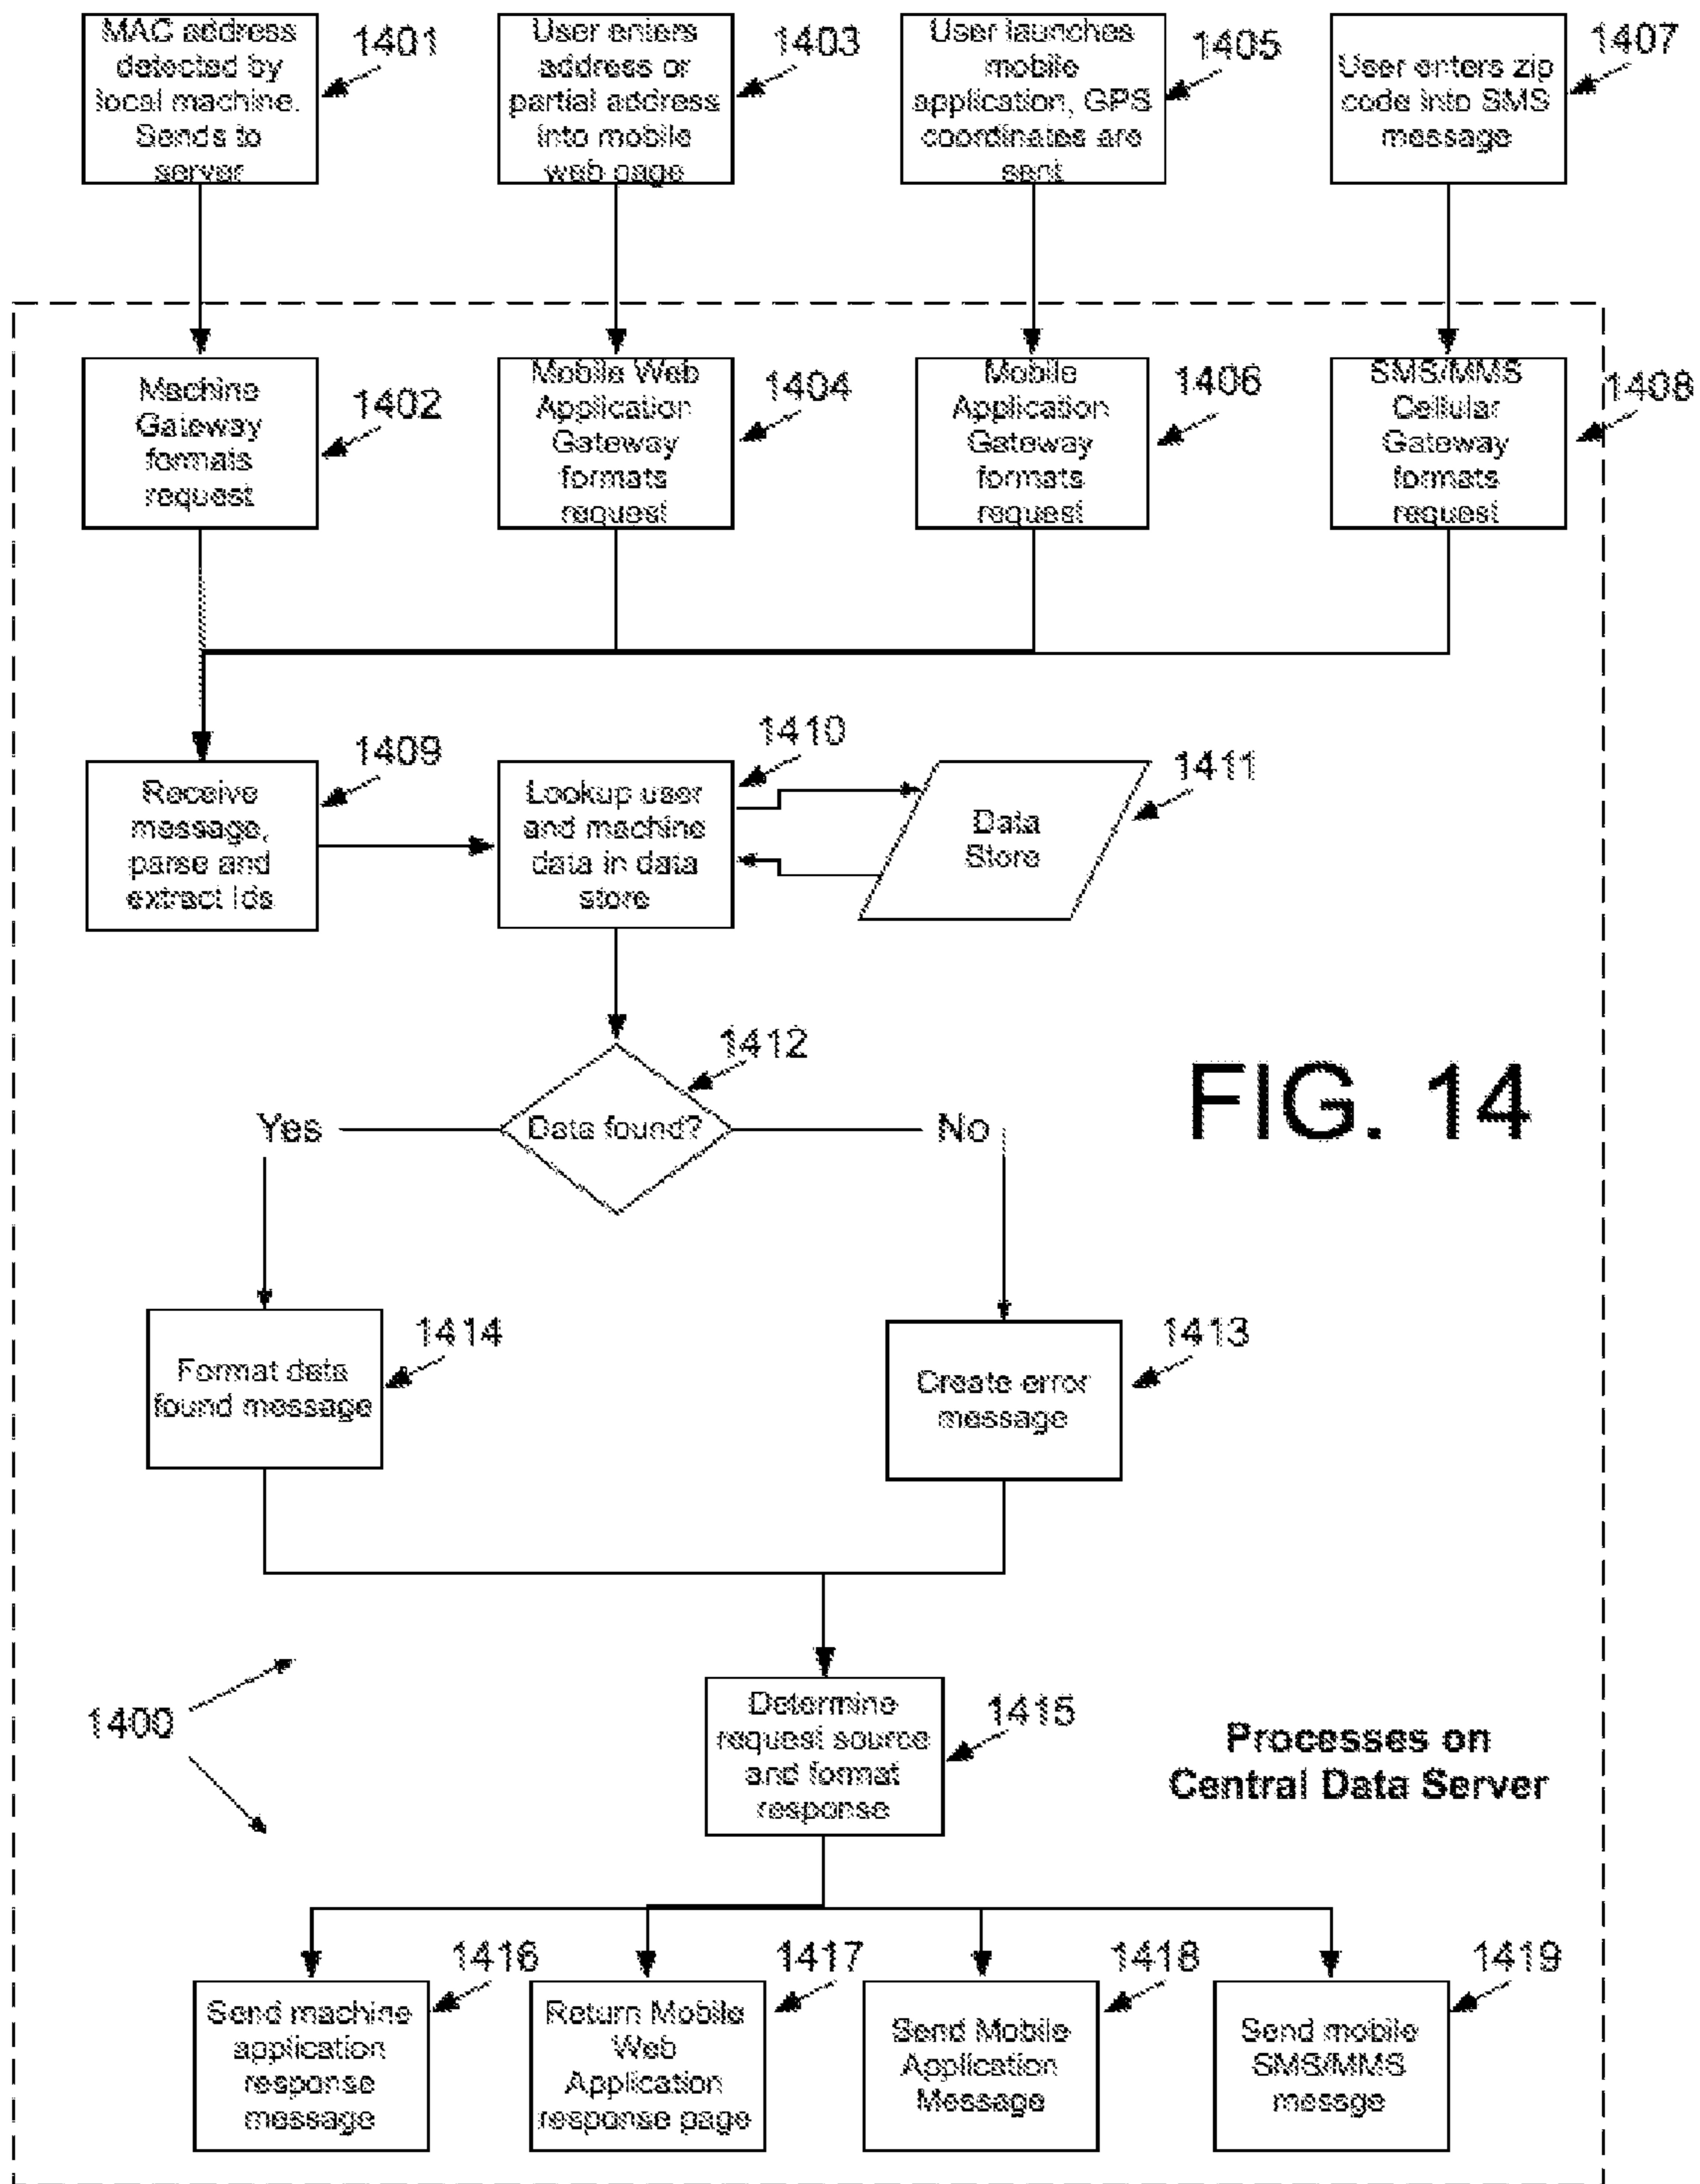 MAC address
detected by
local machine.
Sends to
server
1401
User enters
address or
partial address
into mobile
web page
1403
User launches
mobile
application, GPS
coordinates are
sent
1405
User enters zip
code into SMS
message
1407
Machine
Gateway
formats
request
1402
Mobile Web
Application
Gateway
formats
request
1404
Mobile
Application
Gateway
formats
request
1406
SMS/MMS
Cellular
Gateway
formats
request
1408
Receive
message,
parse and
extract Ids
1409
Lookup user
and machine
data in data
store
1410
Data
Store
1411
Data found?
1412
Yes
No
FIG. 14
Format data
found message
1414
Create error
message
1413
1400
Determine
request source
and format
response
1415
Processes on
Central Data Server
Send machine
application
response
message
1416
Return Mobile
Web
Application
response page
1417
Send Mobile
Application
Message
1418
Send mobile
SMS/MMS
messge
1419